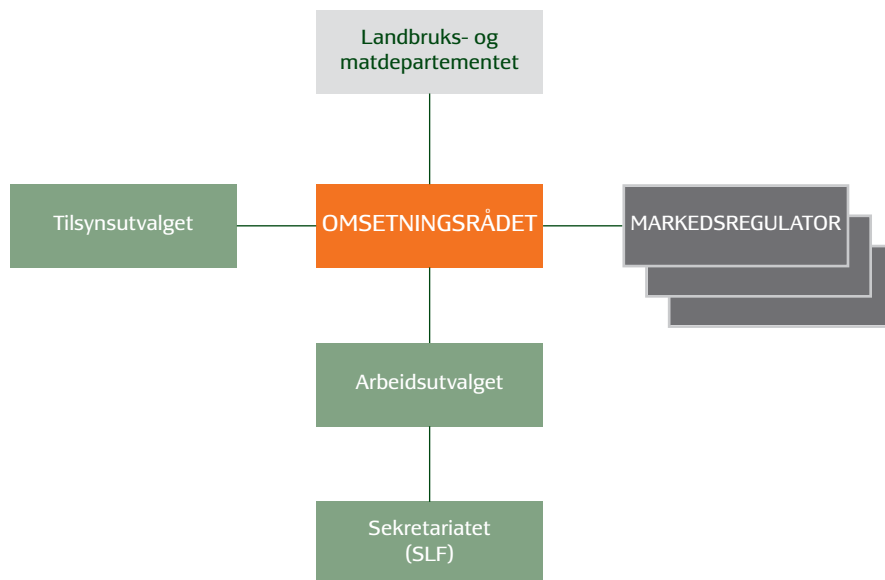 Landbruks- og
matdepartementet
Tilsynsutvalget
OMSETNINGSRÅDET
MARKEDSREGULATOR
Arbeidsutvalget
Sekretariatet
(SLF)